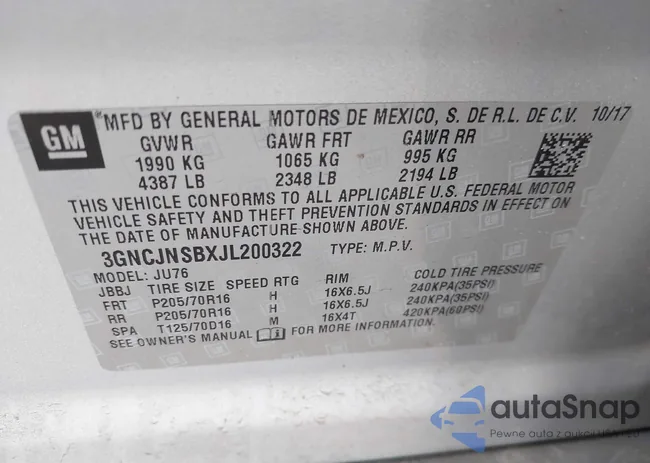 GM
*MFD BY GENERAL MOTORS DE MEXICO, S. DE R.L. DE C.V. 10/17
GVWR GAWR FRT GAWR RR
1990 KG 1065 KG 995 KG
4387 LB 2348 LB 2194 LB
THIS VEHICLE CONFORMS TO ALL APPLICABLE U.S. FEDERAL MOTOR
VEHICLE SAFETY AND THEFT PREVENTION STANDARDS IN EFFECT ON
THE DATE OF MANUFACTURE SHOWN ABOVE.
3GNCJNSBXJL200322 TYPE: M.P.V.
MODEL: JU76
JBBJ TIRE SIZE SPEED RTG RIM COLD TIRE PRESSURE
FRT P205/70R16 H 16X6.5J 240KPA(35PSI)
RR P205/70R16 H 16X6.5J 240KPA(35PSI)
SPA T125/70D16 M 16X4T 420KPA(60PSI)
SEE OWNER'S MANUAL FOR MORE INFORMATION.
autaSnap
Pewne auta z aukcji